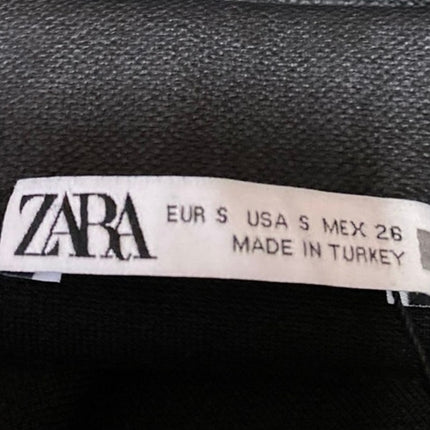 ZARA
EUR S USA S MEX 26
MADE IN TURKEY